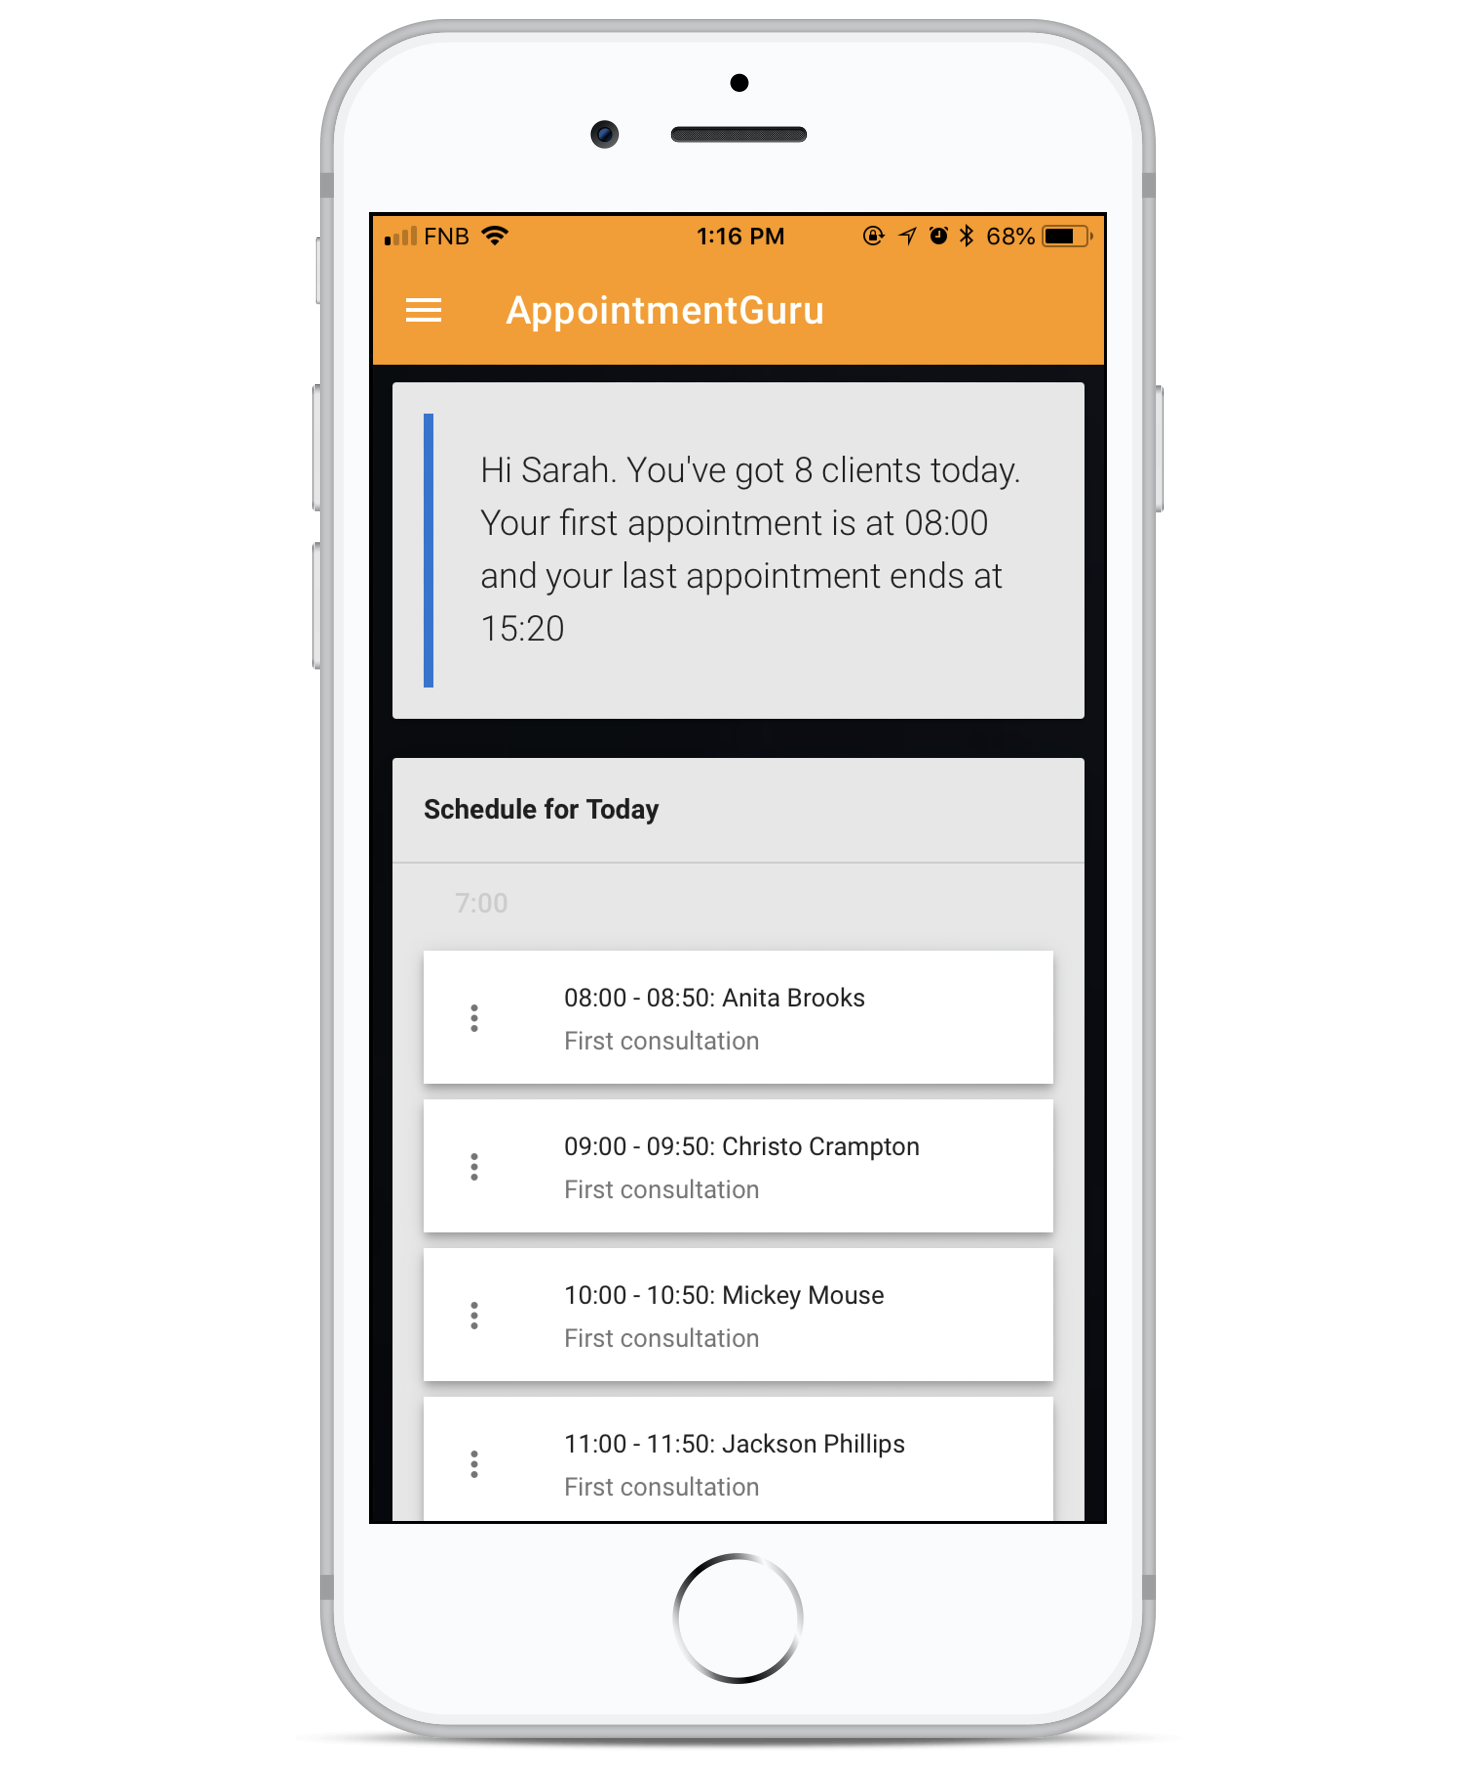 FNB 1:16 PM 68%
AppointmentGuru
Hi Sarah. You've got 8 clients today.
Your first appointment is at 08:00
and your last appointment ends at
15:20
Schedule for Today
7:00
08:00 - 08:50: Anita Brooks
First consultation
09:00 - 09:50: Christo Crampton
First consultation
10:00 - 10:50: Mickey Mouse
First consultation
11:00 - 11:50: Jackson Phillips
First consultation